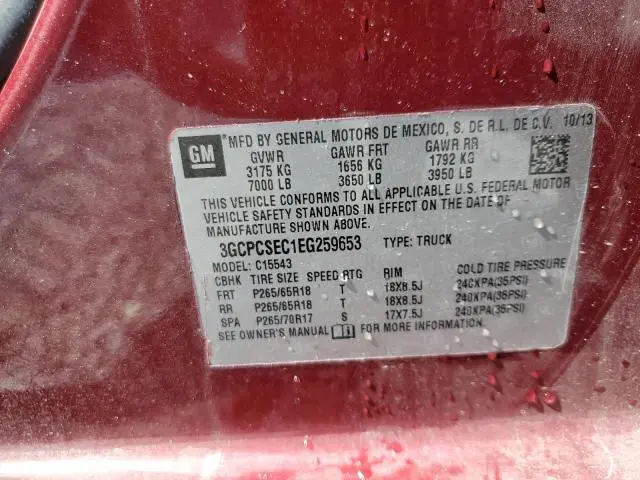 GM
MFD BY GENERAL MOTORS DE MEXICO, S. DE R.L. DE C.V. 10/13
GVWR GAWR FRT GAWR RR
3175 KG 1656 KG 1792 KG
7000 LB 3650 LB 3950 LB
THIS VEHICLE CONFORMS TO ALL APPLICABLE U.S. FEDERAL MOTOR
VEHICLE SAFETY STANDARDS IN EFFECT ON THE DATE OF
MANUFACTURE SHOWN ABOVE.
3GCPCSEC1EG259653 TYPE: TRUCK
MODEL: C15543
CBHK TIRE SIZE SPEED RTG RIM COLD TIRE PRESSURE
FRT P265/65R18 T 18X8.5J 240KPA(35PSI)
RR P265/65R18 T 18X8.5J 240KPA(35PSI)
SPA P265/70R17 S 17X7.5J 240KPA(35PSI)
SEE OWNER'S MANUAL FOR MORE INFORMATION